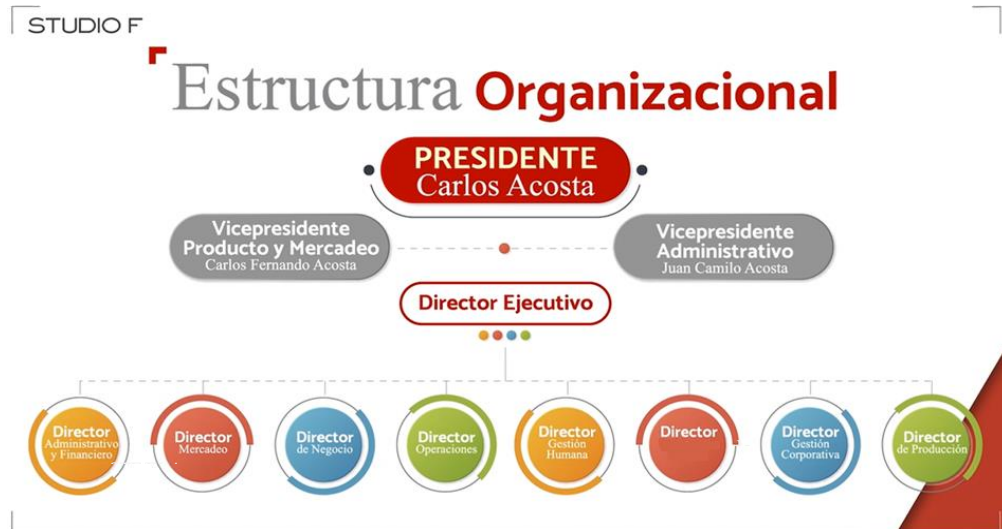 STUDIO F
Estructura Organizacional
PRESIDENTE
Carlos Acosta
Vicepresidente
Producto y Mercadeo
Carlos Fernando Acosta
Vicepresidente
Administrativo
Juan Camilo Acosta
Director Ejecutivo
Director
Administrativo
y Financiero
Director
Mercadeo
Director
de Negocio
Director
Operaciones
Director
Gestión
Humana
Director
Director
Gestión
Corporativa
Director
de Producción